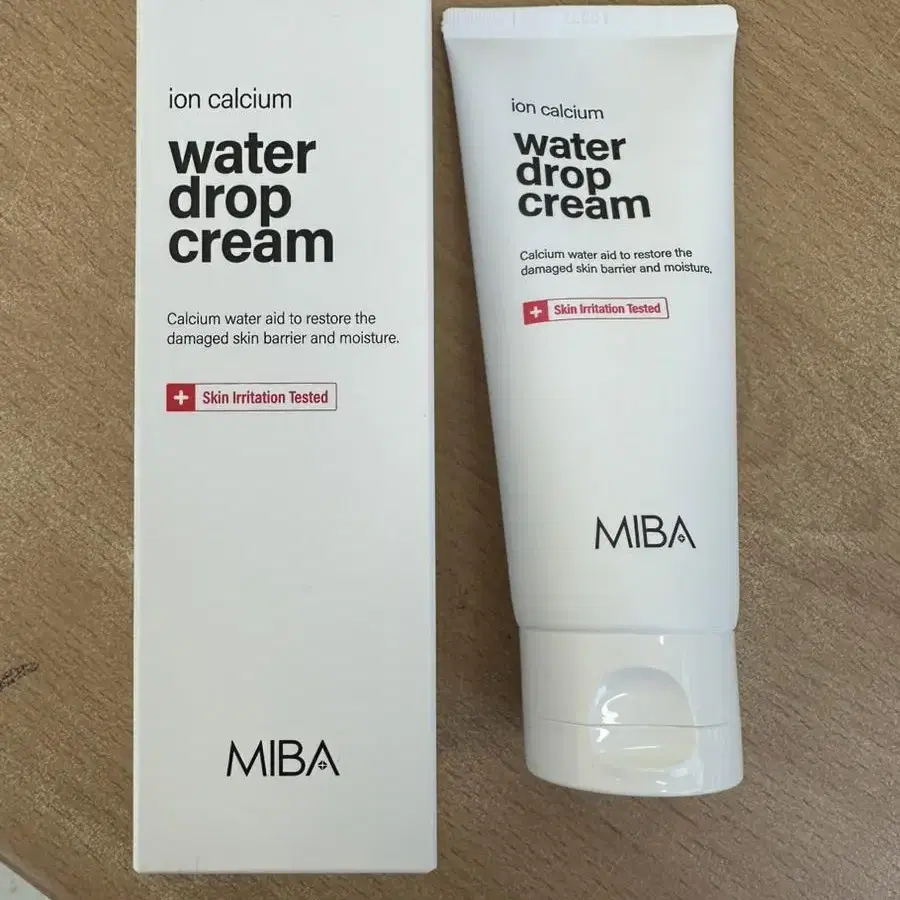 ion calcium
water
drop
cream
Calcium water aid to restore the
damaged skin barrier and moisture.
Skin Irritation Tested
MIBA
ion calcium
water
drop
cream
Calcium water aid to restore the
damaged skin barrier and moisture.
Skin Irritation Tested
MIBA